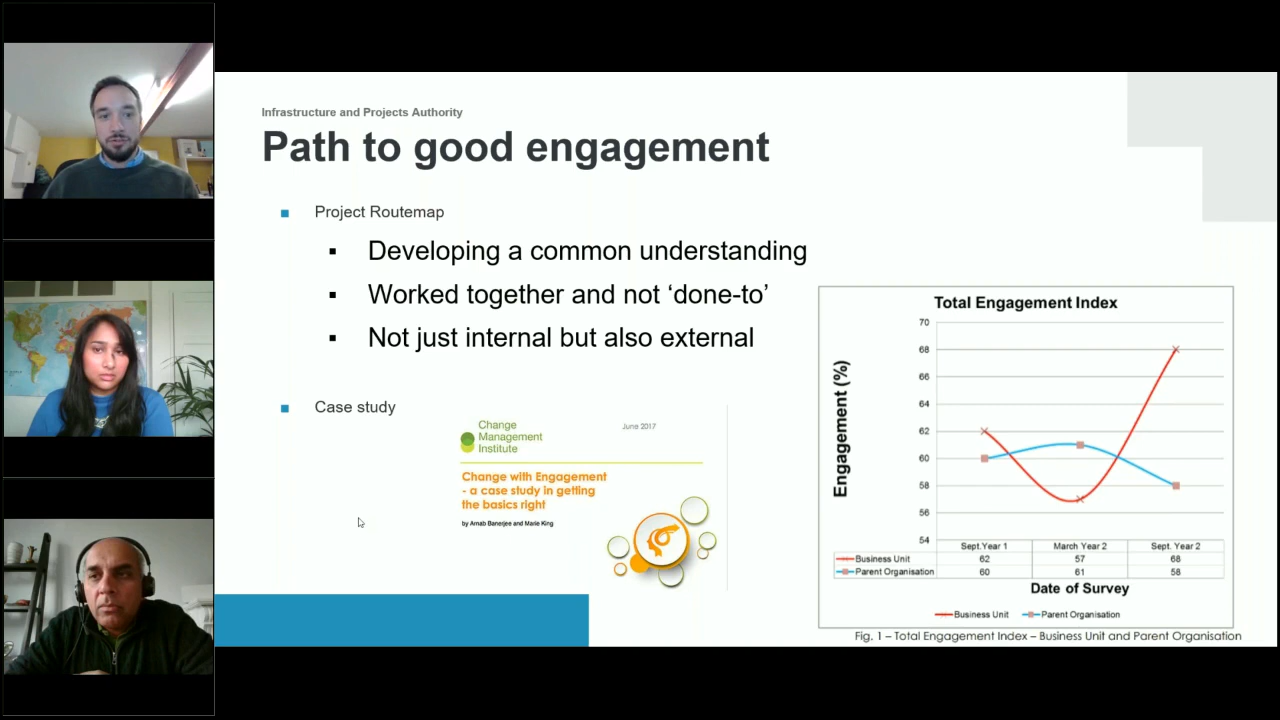 Infrastructure and Projects Authority
Path to good engagement
Project Routemap
Developing a common understanding
Worked together and not ‘done-to’
Not just internal but also external
Case study
Change
Management
Institute
June 2017
Change with Engagement
- a case study in getting
the basics right
by Arnab Banerjee and Marie King
Total Engagement Index
Engagement (%)
70
68
66
64
62
60
58
56
54
Sept.Year 1 March Year 2 Sept. Year 2
Business Unit 62 57 68
Parent Organisation 60 61 58
Date of Survey
Business Unit Parent Organisation
Fig. 1 – Total Engagement Index – Business Unit and Parent Organisation